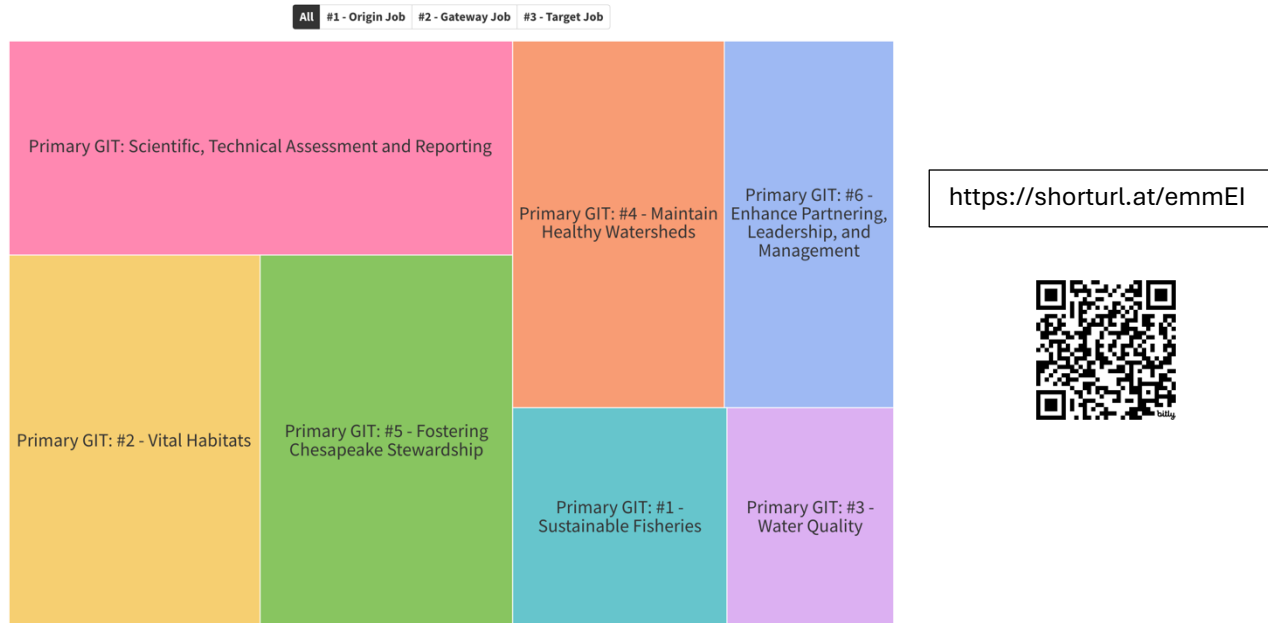 All #1 - Origin Job #2 - Gateway Job #3 - Target Job
Primary GIT: Scientific, Technical Assessment and Reporting
Primary GIT: #4 - Maintain
Healthy Watersheds
Primary GIT: #6 -
Enhance Partnering,
Leadership, and
Management
https://shorturl.at/emmEI
Primary GIT: #2 - Vital Habitats
Primary GIT: #5 - Fostering
Chesapeake Stewardship
Primary GIT: #1 -
Sustainable Fisheries
Primary GIT: #3 -
Water Quality
bitly